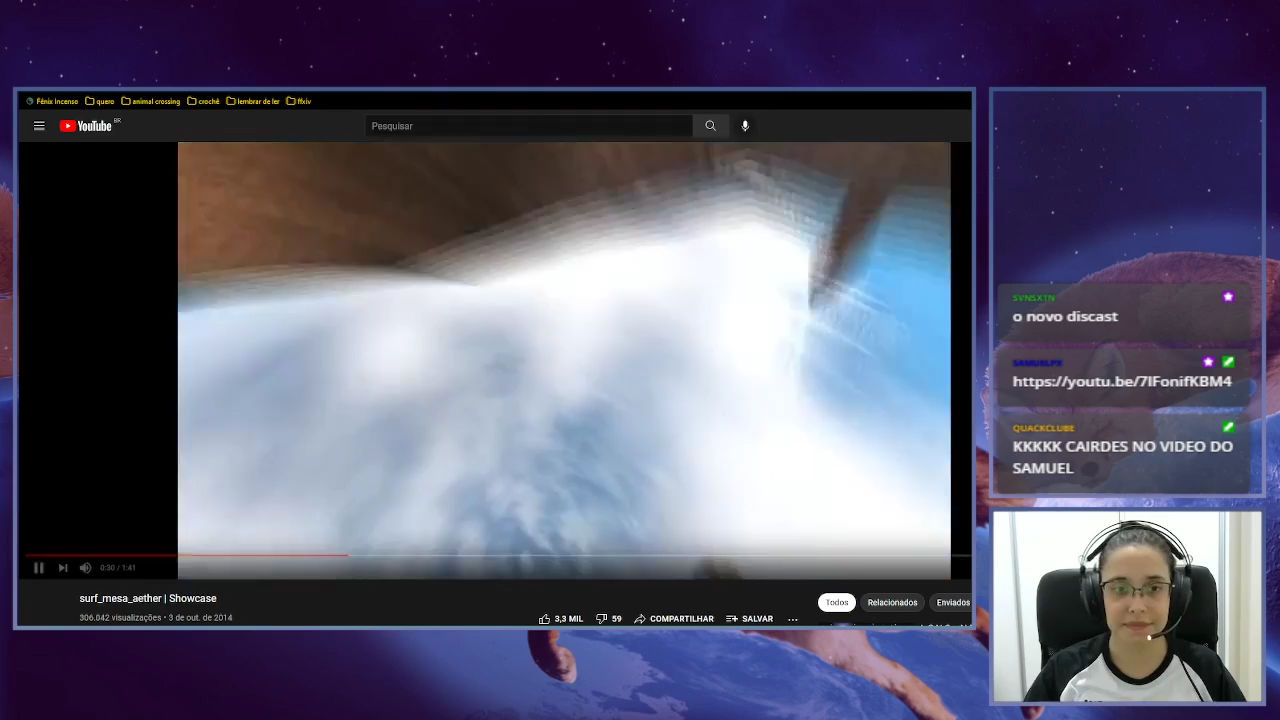 Fênix Incenso quero animal crossing crochê lembrar de ler ffxiv
YouTube BR
Pesquisar
0:30 / 1:41
surf_mesa_aether | Showcase
306.042 visualizações • 3 de out. de 2014
3,3 MIL 59 COMPARTILHAR SALVAR ...
Todos Relacionados Enviados
SVNSXTN
o novo discast
SAMUELPX
https://youtu.be/7IFonifKBM4
QUACKCLUBE
KKKKK CAIRDES NO VIDEO DO
SAMUEL